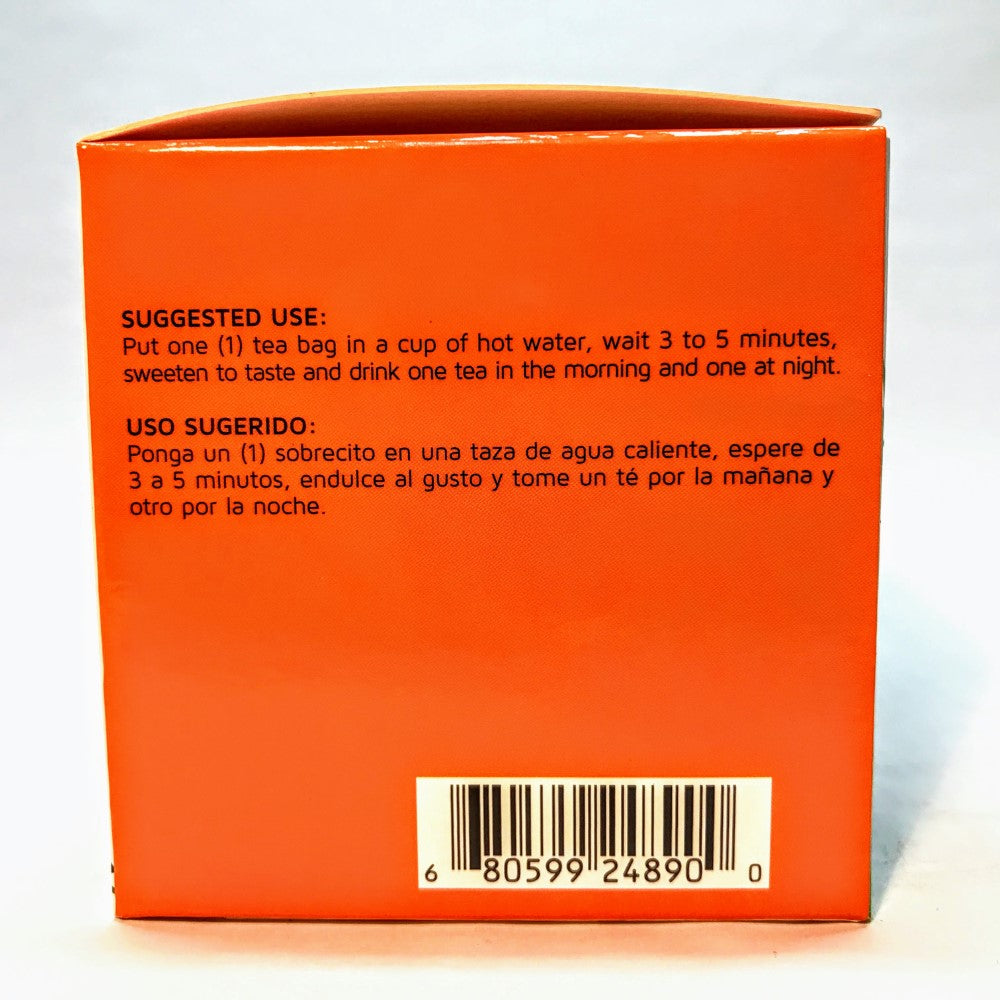 SUGGESTED USE:
Put one (1) tea bag in a cup of hot water, wait 3 to 5 minutes,
sweeten to taste and drink one tea in the morning and one at night.
USO SUGERIDO:
Ponga un (1) sobrecito en una taza de agua caliente, espere de
3 a 5 minutos, endulce al gusto y tome un té por la mañana y
otro por la noche.
6 80599 24890 0